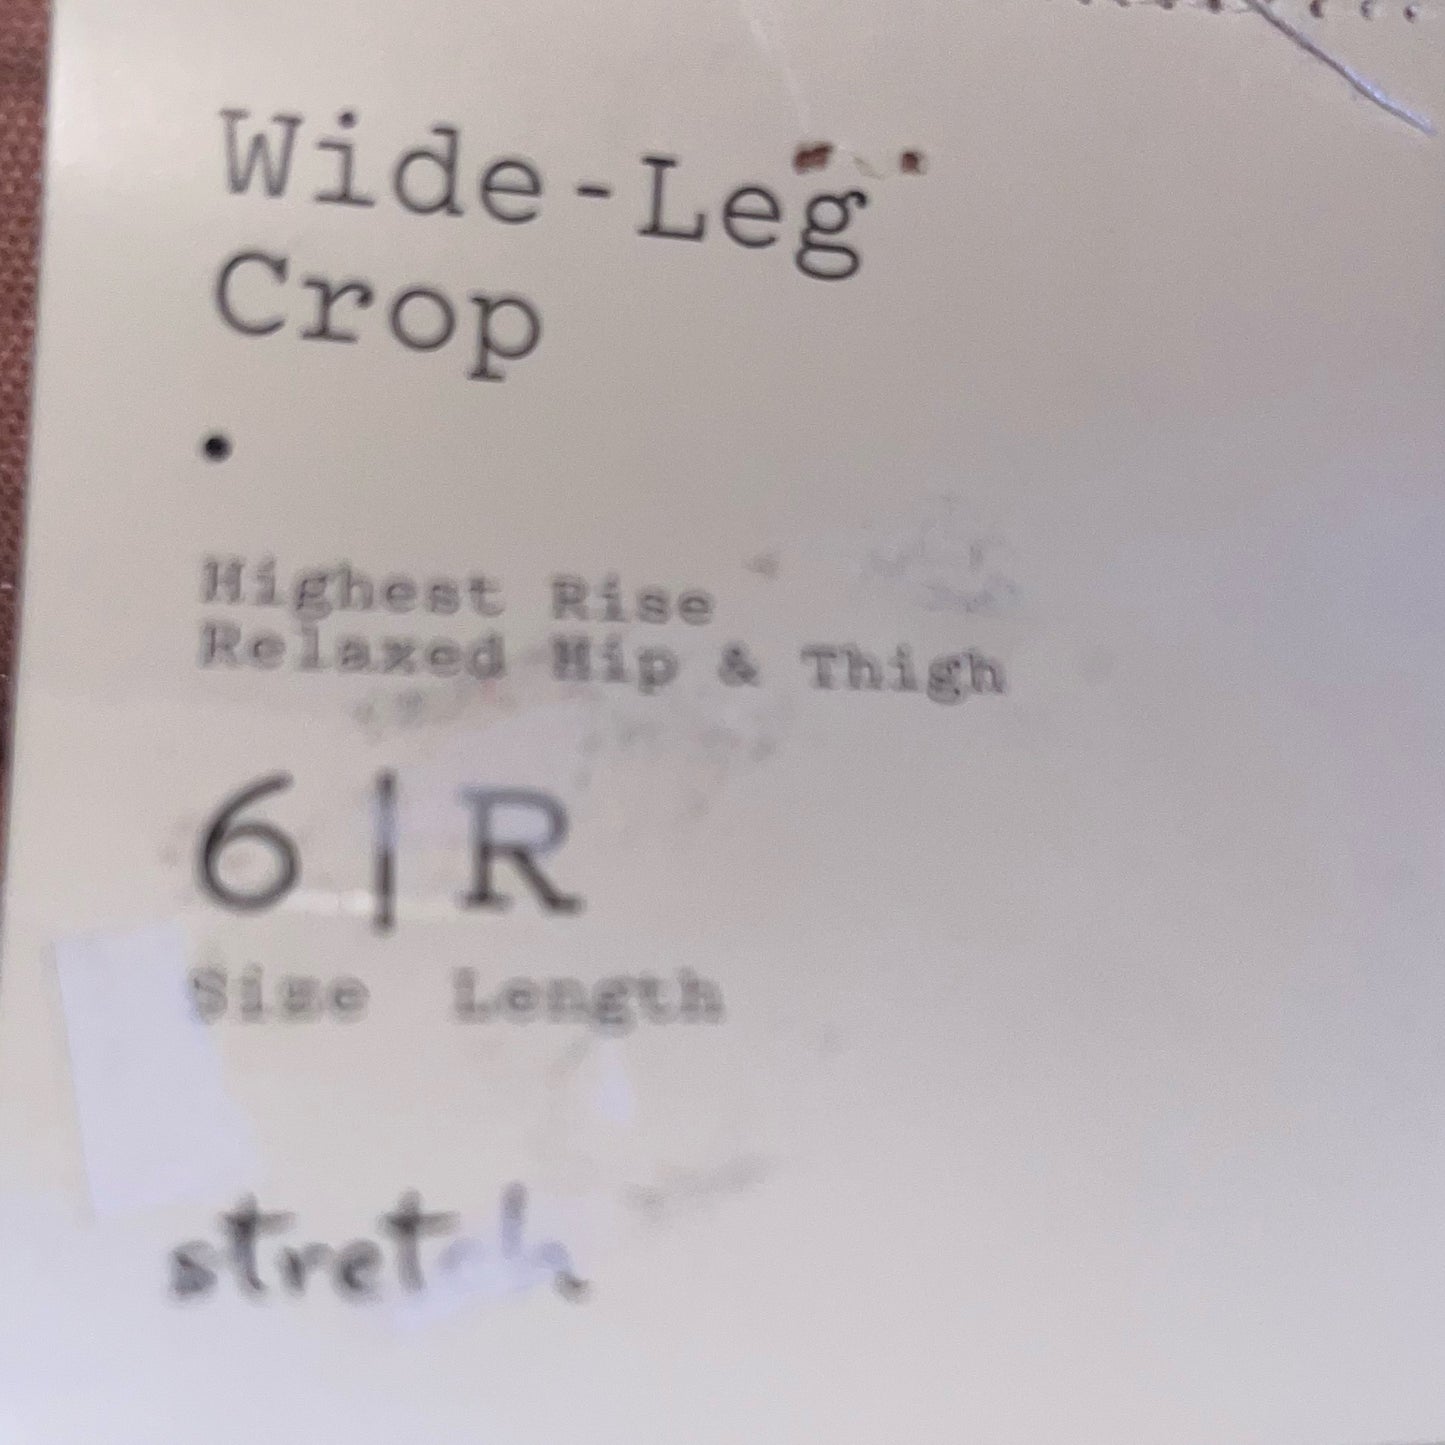 Wide-Leg
Crop
•
Highest Rise
Relaxed Hip & Thigh
6|R
Size Length
stretch